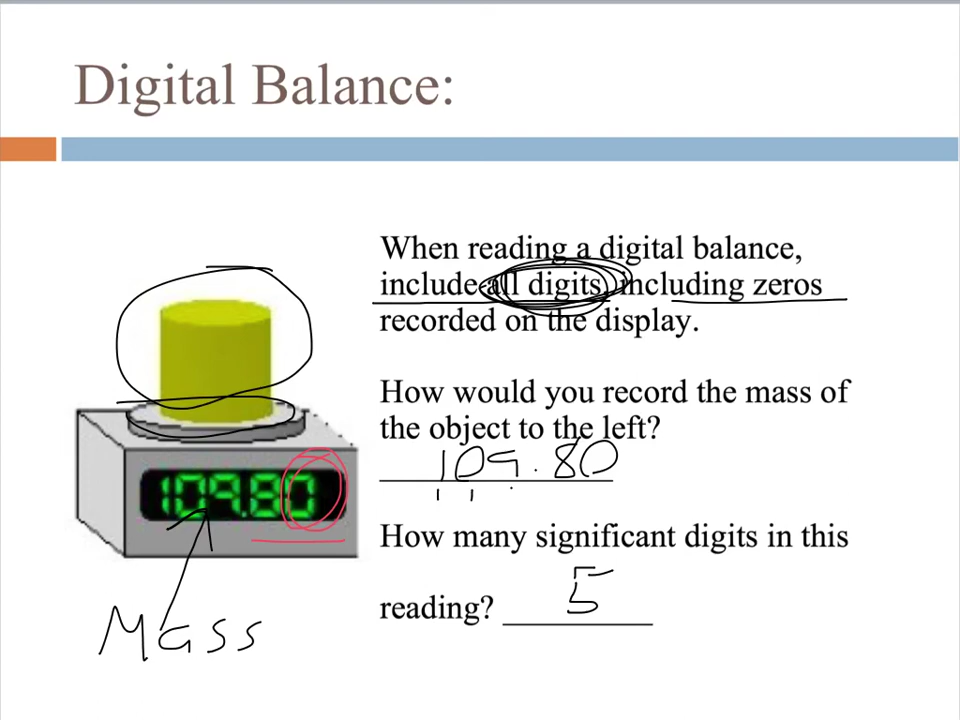 Digital Balance:
When reading a digital balance,
include all digits, including zeros
recorded on the display.
How would you record the mass of
the object to the left?
109.80
109.80
How many significant digits in this
reading? 5
Mass